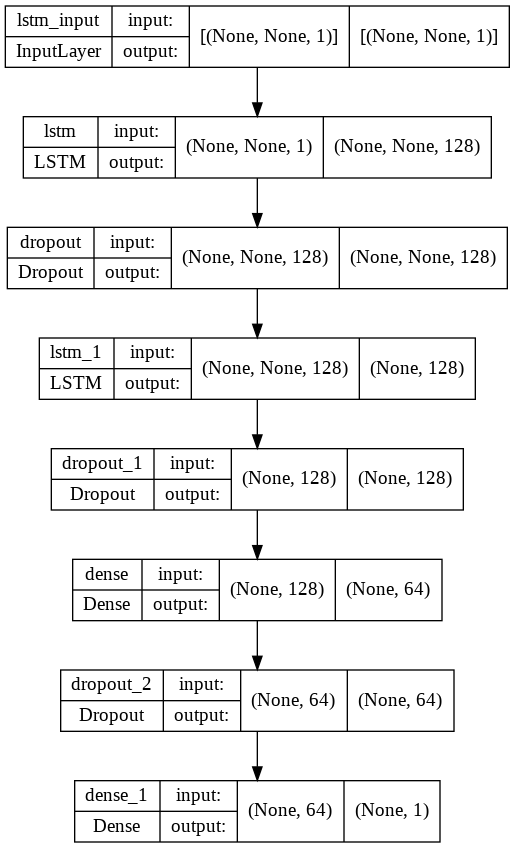 lstm_input input: [(None, None, 1)] [(None, None, 1)]
InputLayer output:
lstm input: (None, None, 1) (None, None, 128)
LSTM output:
dropout input: (None, None, 128) (None, None, 128)
Dropout output:
lstm_1 input: (None, None, 128) (None, 128)
LSTM output:
dropout_1 input: (None, 128) (None, 128)
Dropout output:
dense input: (None, 128) (None, 64)
Dense output:
dropout_2 input: (None, 64) (None, 64)
Dropout output:
dense_1 input: (None, 64) (None, 1)
Dense output: